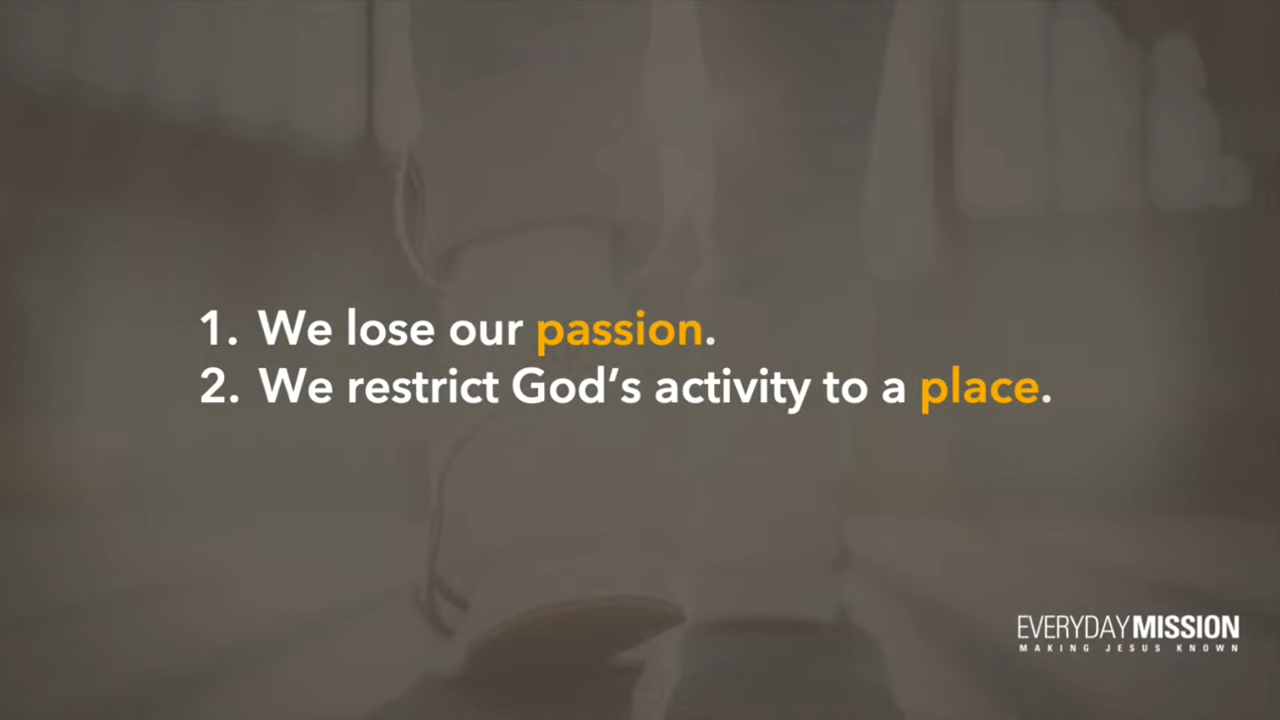 1. We lose our passion.
2. We restrict God’s activity to a place.
EVERYDAYMISSION
MAKING JESUS KNOWN